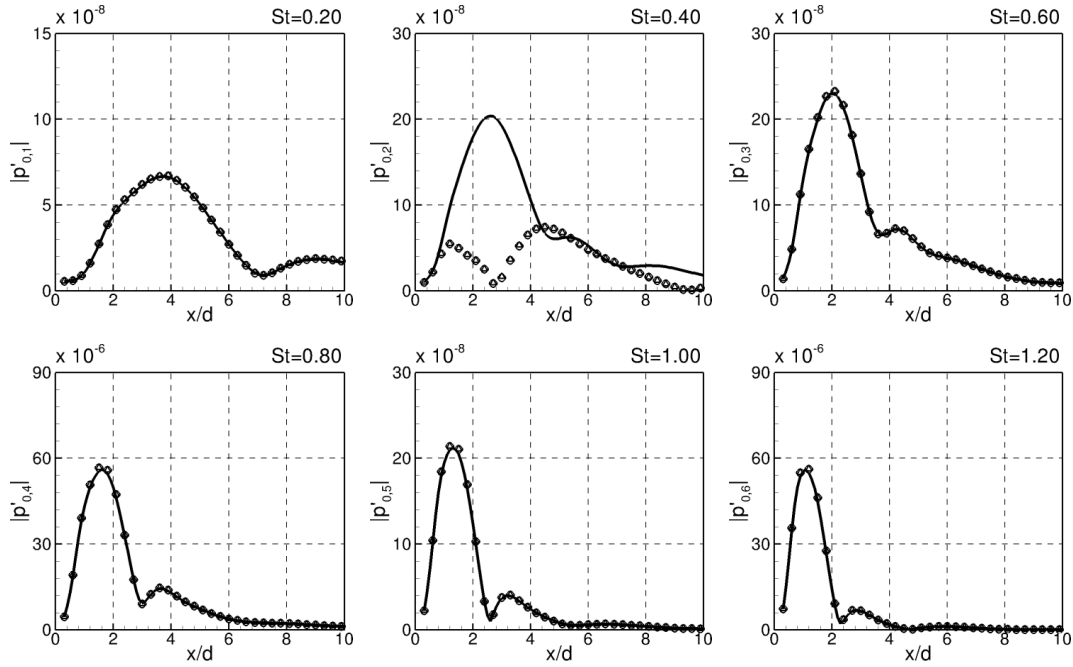 x 10⁻⁸ St=0.20
15
10
5
0
|p'₀,₁|
0 2 4 6 8 10
x/d
x 10⁻⁸ St=0.40
30
20
10
0
|p'₀,₂|
0 2 4 6 8 10
x/d
x 10⁻⁸ St=0.60
30
20
10
0
|p'₀,₃|
0 2 4 6 8 10
x/d
x 10⁻⁶ St=0.80
90
60
30
0
|p'₀,₄|
0 2 4 6 8 10
x/d
x 10⁻⁸ St=1.00
30
20
10
0
|p'₀,₅|
0 2 4 6 8 10
x/d
x 10⁻⁶ St=1.20
90
60
30
0
|p'₀,₆|
0 2 4 6 8 10
x/d